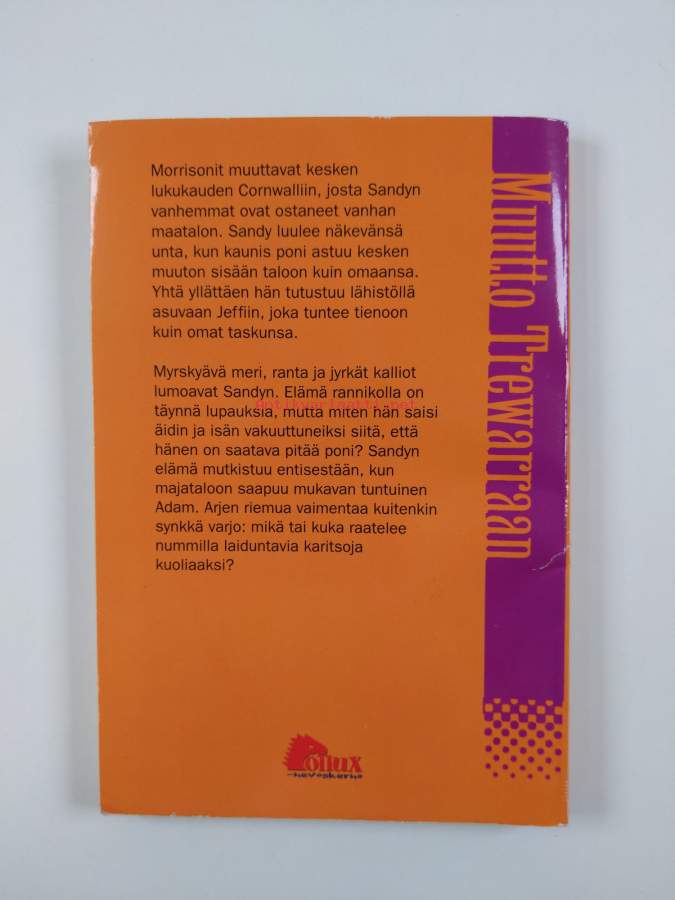 Morrisonit muuttavat kesken
lukukauden Cornwalliin, josta Sandyn
vanhemmat ovat ostaneet vanhan
maatalon. Sandy luulee näkevänsä
unta, kun kaunis poni astuu kesken
muuton sisään taloon kuin omaansa.
Yhtä yllättäen hän tutustuu lähistöllä
asuvaan Jeffiin, joka tuntee tienoon
kuin omat taskunsa.
Myrskyävä meri, ranta ja jyrkät kalliot
lumoavat Sandyn. Elämä rannikolla on
täynnä lupauksia, mutta miten hän saisi
äidin ja isän vakuuttuneiksi siitä, että
hänen on saatava pitää poni? Sandyn
elämä mutkistuu entisestään, kun
majataloon saapuu mukavan tuntuinen
Adam. Arjen riemua vaimentaa kuitenkin
synkkä varjo: mikä tai kuka raatelee
nummilla laiduntavia karitsoja
kuoliaaksi?
Antikvariaatti.net
Muutto Trewarraan
Pollux
-hevoskerho